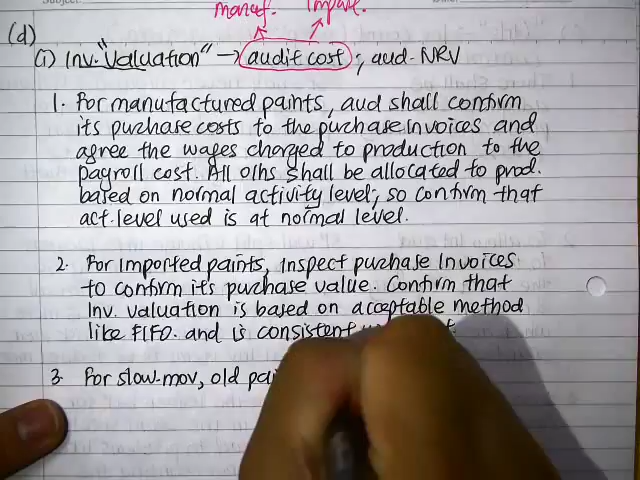 manuf. import.
(d)
(i) Inv. "Valuation" → audit cost; aud. NRV
1. For manufactured paints, aud shall confirm
its purchase costs to the purchase invoices and
agree the wages charged to production to the
payroll cost. All o/hs shall be allocated to prod.
based on normal activity level, so confirm that
act. level used is at normal level.
2. For imported paints, inspect purchase invoices
to confirm it's purchase value. Confirm that
Inv. valuation is based on acceptable method
like FIFO. and is consistent
3. For slow-mov, old